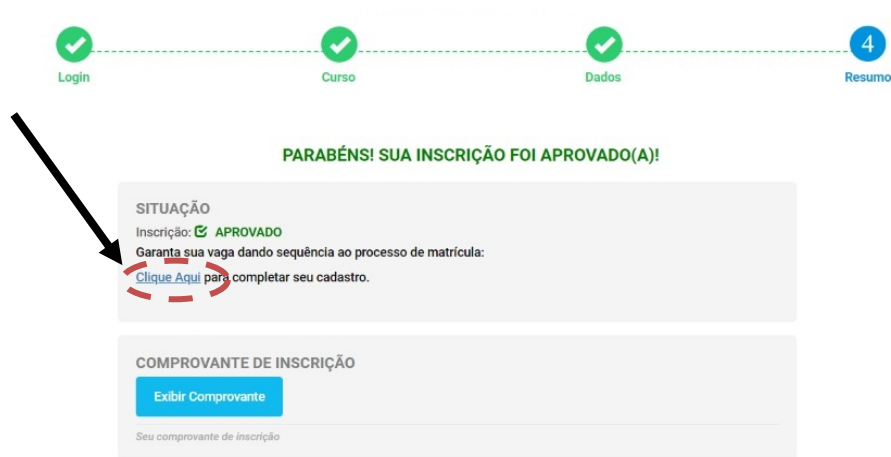 4
Login
Curso
Dados
Resumo
PARABÉNS! SUA INSCRIÇÃO FOI APROVADO(A)!
SITUAÇÃO
Inscrição: APROVADO
Garanta sua vaga dando sequência ao processo de matrícula:
Clique Aqui para completar seu cadastro.
COMPROVANTE DE INSCRIÇÃO
Exibir Comprovante
Seu comprovante de inscrição